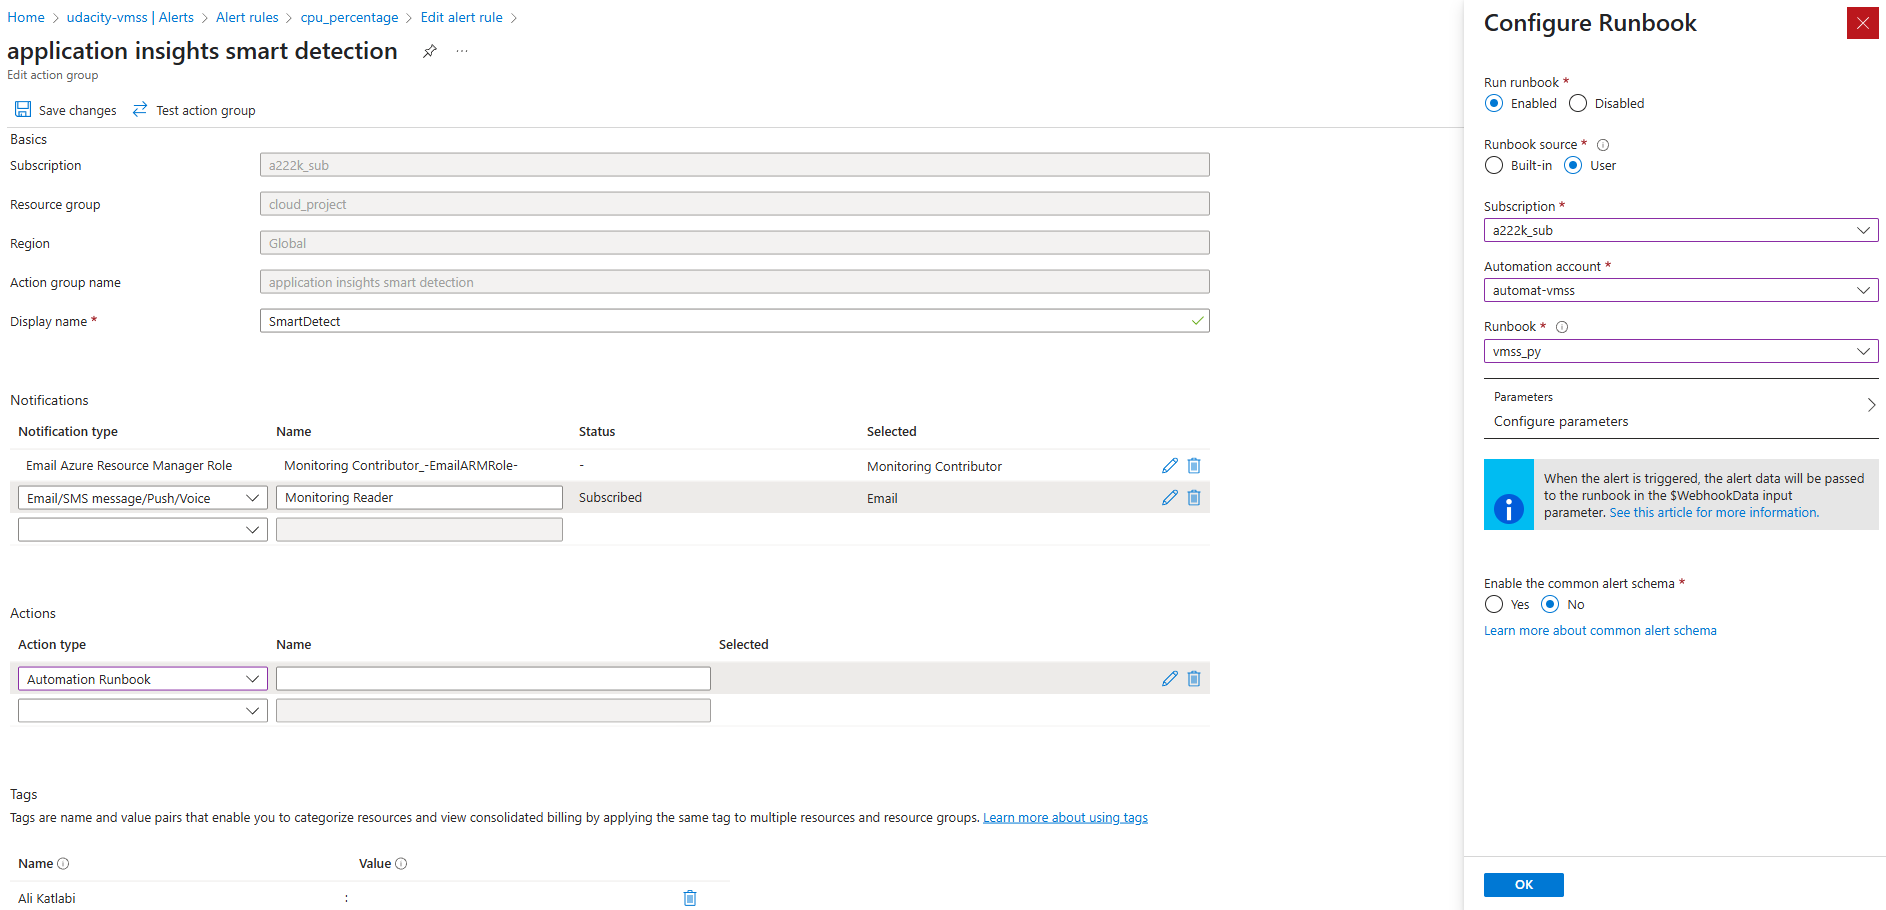 Home > udacity-vmss | Alerts > Alert rules > cpu_percentage > Edit alert rule >
application insights smart detection ...
Edit action group
Save changes Test action group
Basics
Subscription a222k_sub
Resource group cloud_project
Region Global
Action group name application insights smart detection
Display name * SmartDetect
Notifications
Notification type Name Status Selected
Email Azure Resource Manager Role Monitoring Contributor_-EmailARMRole- - Monitoring Contributor
Email/SMS message/Push/Voice Monitoring Reader Subscribed Email
Actions
Action type Name Selected
Automation Runbook
Tags
Tags are name and value pairs that enable you to categorize resources and view consolidated billing by applying the same tag to multiple resources and resource groups. Learn more about using tags
Name Value
Ali Katlabi :
Configure Runbook
Run runbook *
Enabled Disabled
Runbook source *
Built-in User
Subscription *
a222k_sub
Automation account *
automat-vmss
Runbook *
vmss_py
Parameters
Configure parameters
When the alert is triggered, the alert data will be passed
to the runbook in the $WebhookData input
parameter. See this article for more information.
Enable the common alert schema *
Yes No
Learn more about common alert schema
OK